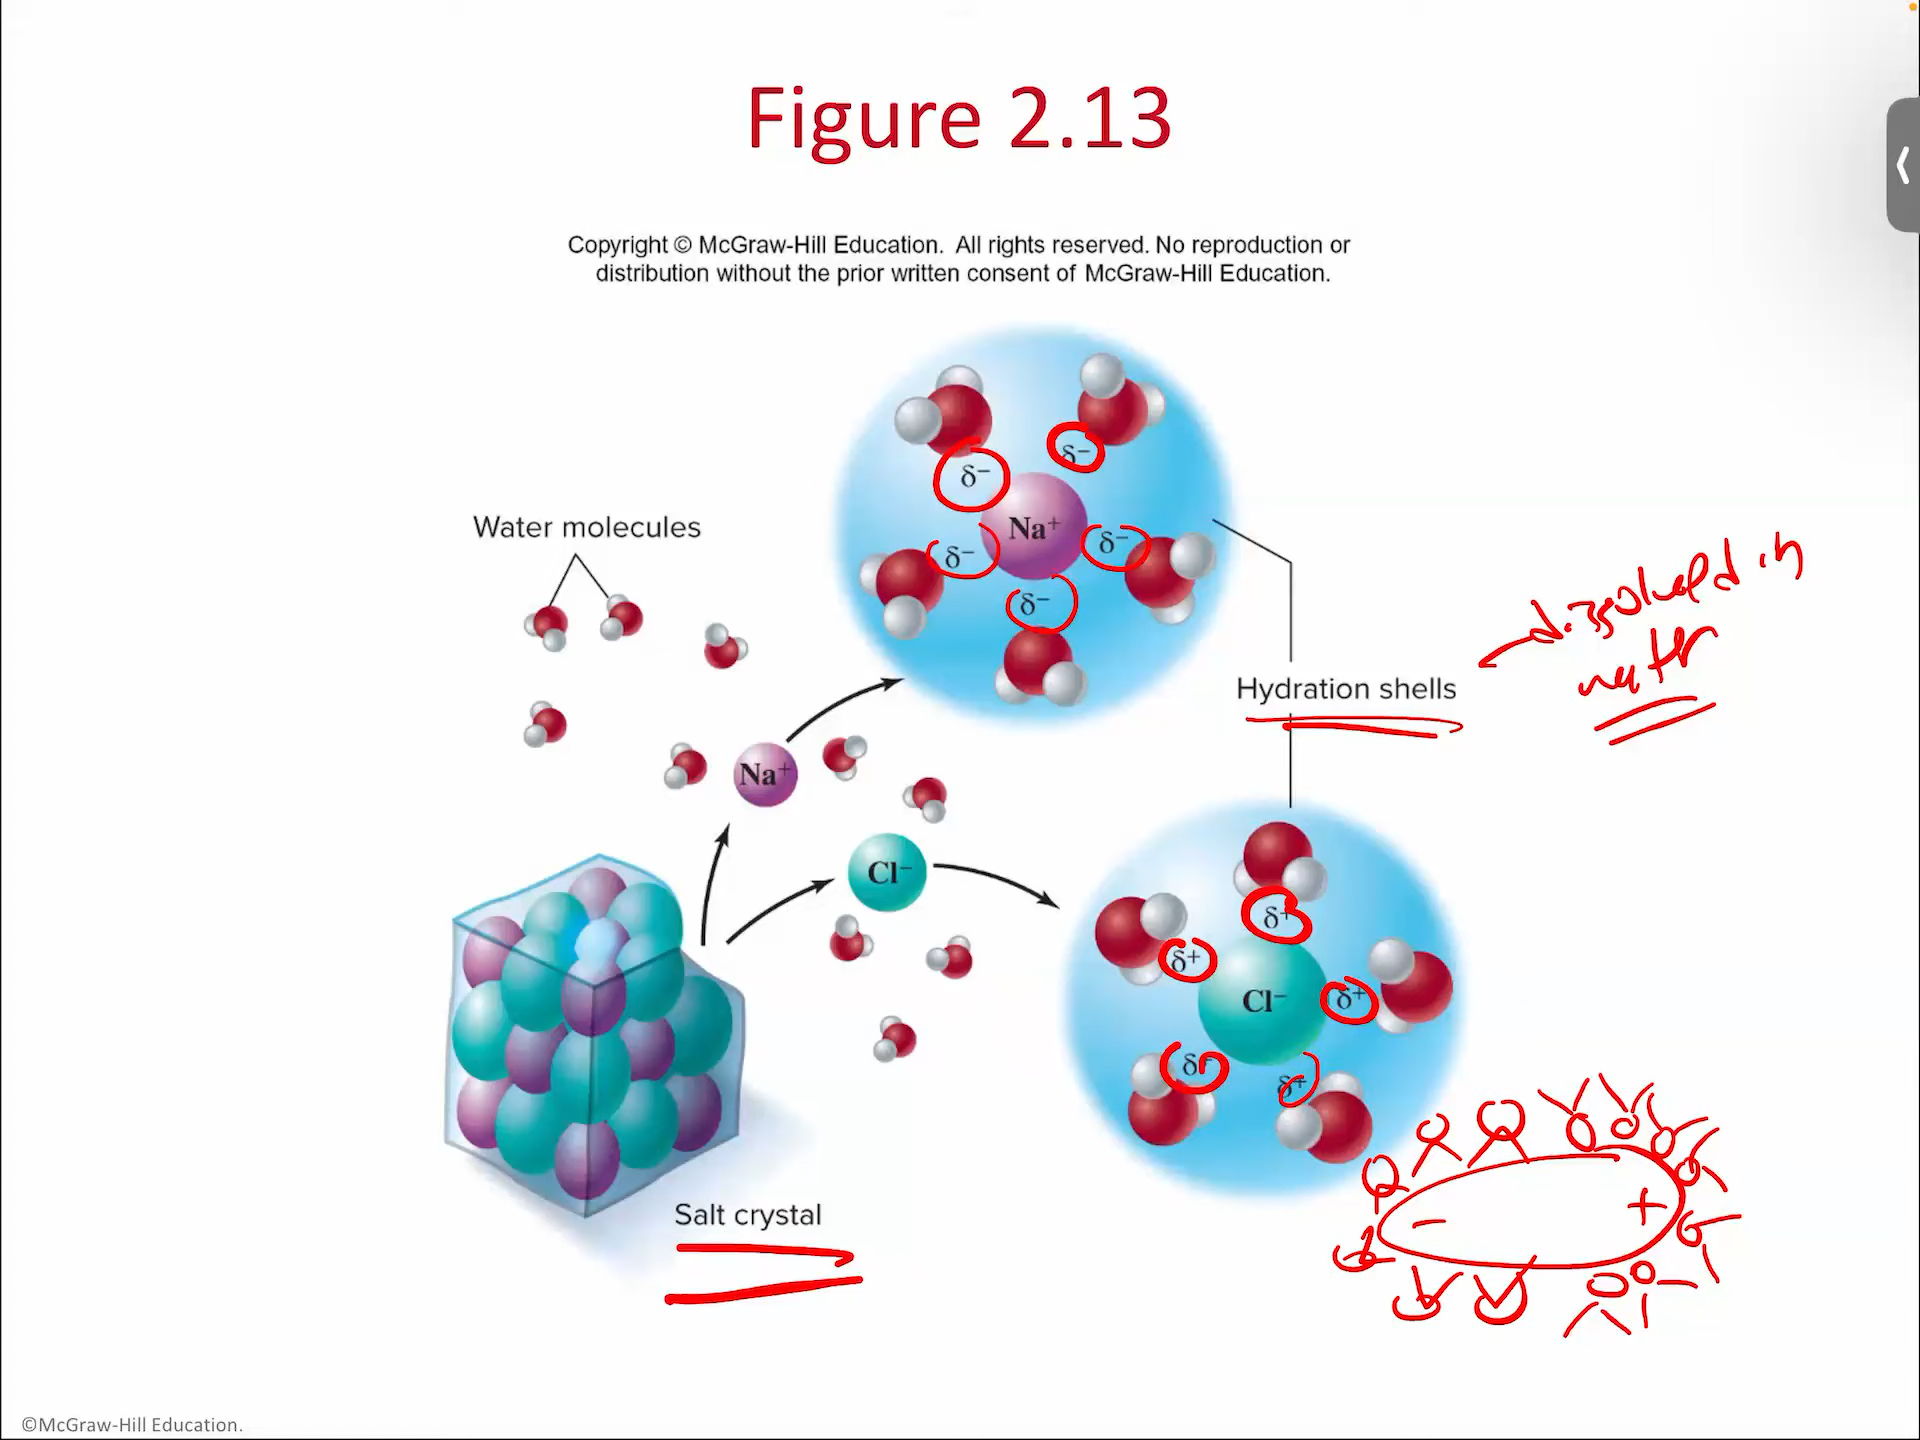 Figure 2.13
Copyright © McGraw-Hill Education. All rights reserved. No reproduction or
distribution without the prior written consent of McGraw-Hill Education.
δ−
δ−
Na⁺
δ−
δ−
δ−
Water molecules
dissolved in
water
Hydration shells
Na⁺
Cl−
δ+
δ+
Cl−
δ+
δ+
δ+
−
+
Salt crystal
©McGraw-Hill Education.